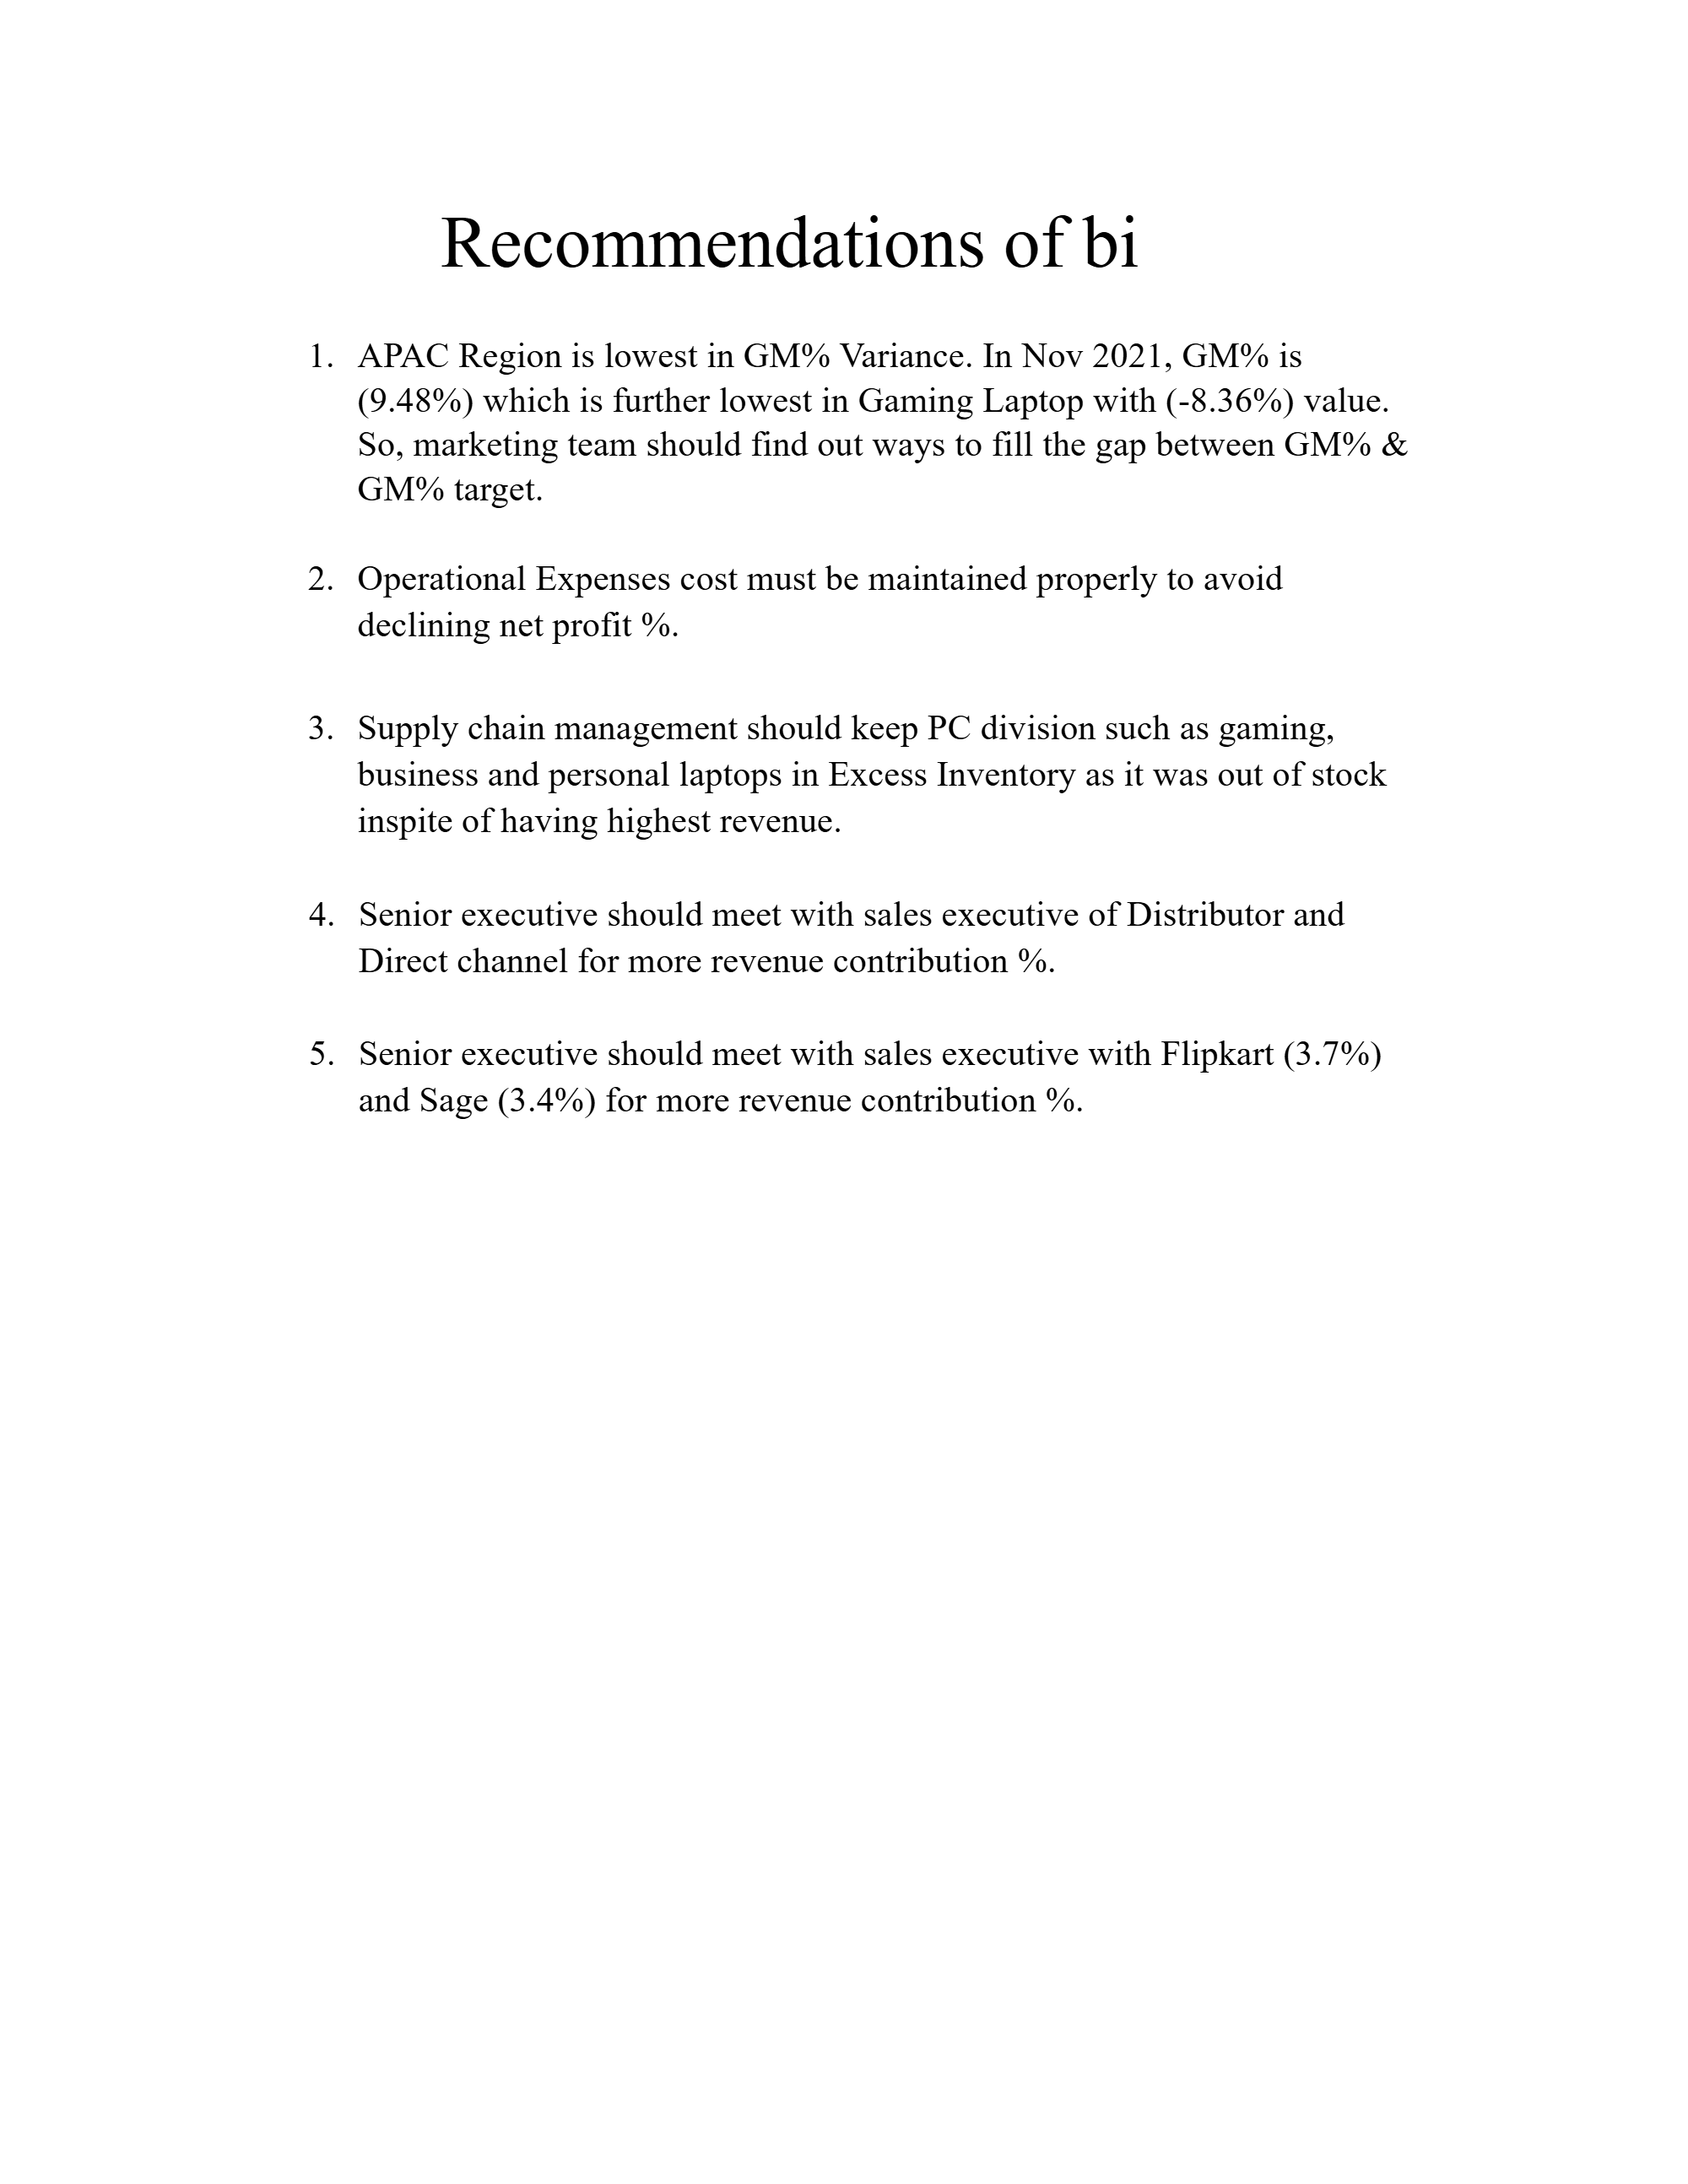 Recommendations of bi
1. APAC Region is lowest in GM% Variance. In Nov 2021, GM% is
(9.48%) which is further lowest in Gaming Laptop with (-8.36%) value.
So, marketing team should find out ways to fill the gap between GM% &
GM% target.
2. Operational Expenses cost must be maintained properly to avoid
declining net profit %.
3. Supply chain management should keep PC division such as gaming,
business and personal laptops in Excess Inventory as it was out of stock
inspite of having highest revenue.
4. Senior executive should meet with sales executive of Distributor and
Direct channel for more revenue contribution %.
5. Senior executive should meet with sales executive with Flipkart (3.7%)
and Sage (3.4%) for more revenue contribution %.